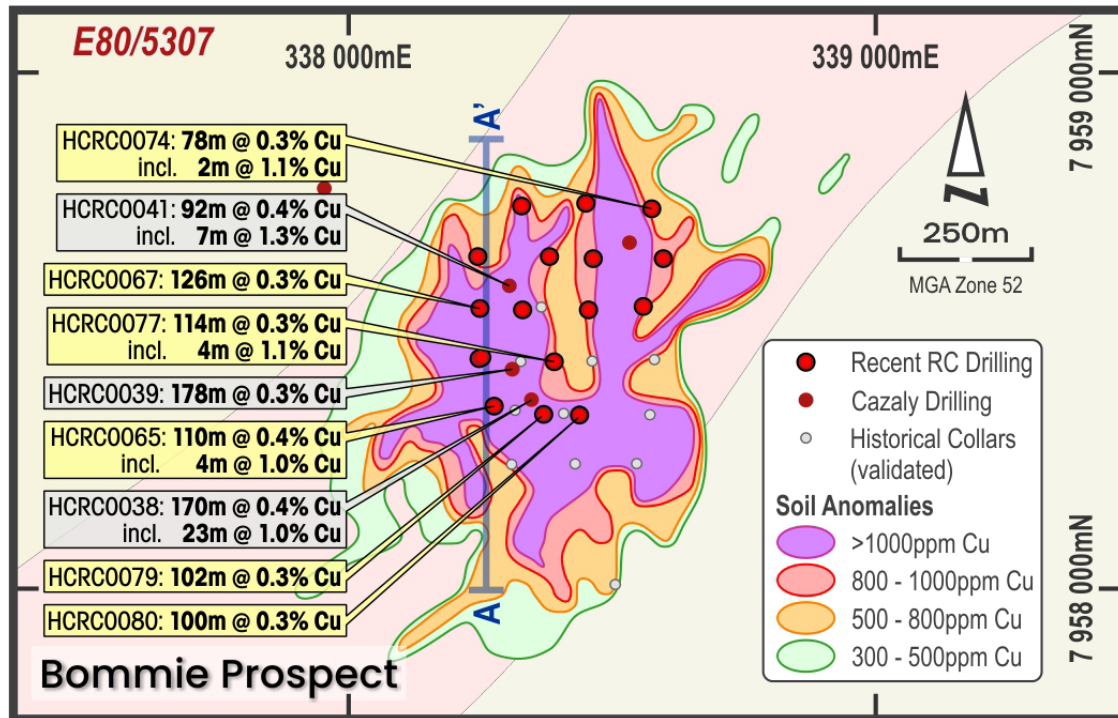 E80/5307
338 000mE
339 000mE
7 959 000mN
A'
HCRC0074: 78m @ 0.3% Cu
incl. 2m @ 1.1% Cu
HCRC0041: 92m @ 0.4% Cu
incl. 7m @ 1.3% Cu
HCRC0067: 126m @ 0.3% Cu
HCRC0077: 114m @ 0.3% Cu
incl. 4m @ 1.1% Cu
HCRC0039: 178m @ 0.3% Cu
HCRC0065: 110m @ 0.4% Cu
incl. 4m @ 1.0% Cu
HCRC0038: 170m @ 0.4% Cu
incl. 23m @ 1.0% Cu
HCRC0079: 102m @ 0.3% Cu
HCRC0080: 100m @ 0.3% Cu
A
Bommie Prospect
N
250m
MGA Zone 52
Recent RC Drilling
Cazaly Drilling
Historical Collars
(validated)
Soil Anomalies
>1000ppm Cu
800 - 1000ppm Cu
500 - 800ppm Cu
300 - 500ppm Cu
7 958 000mN